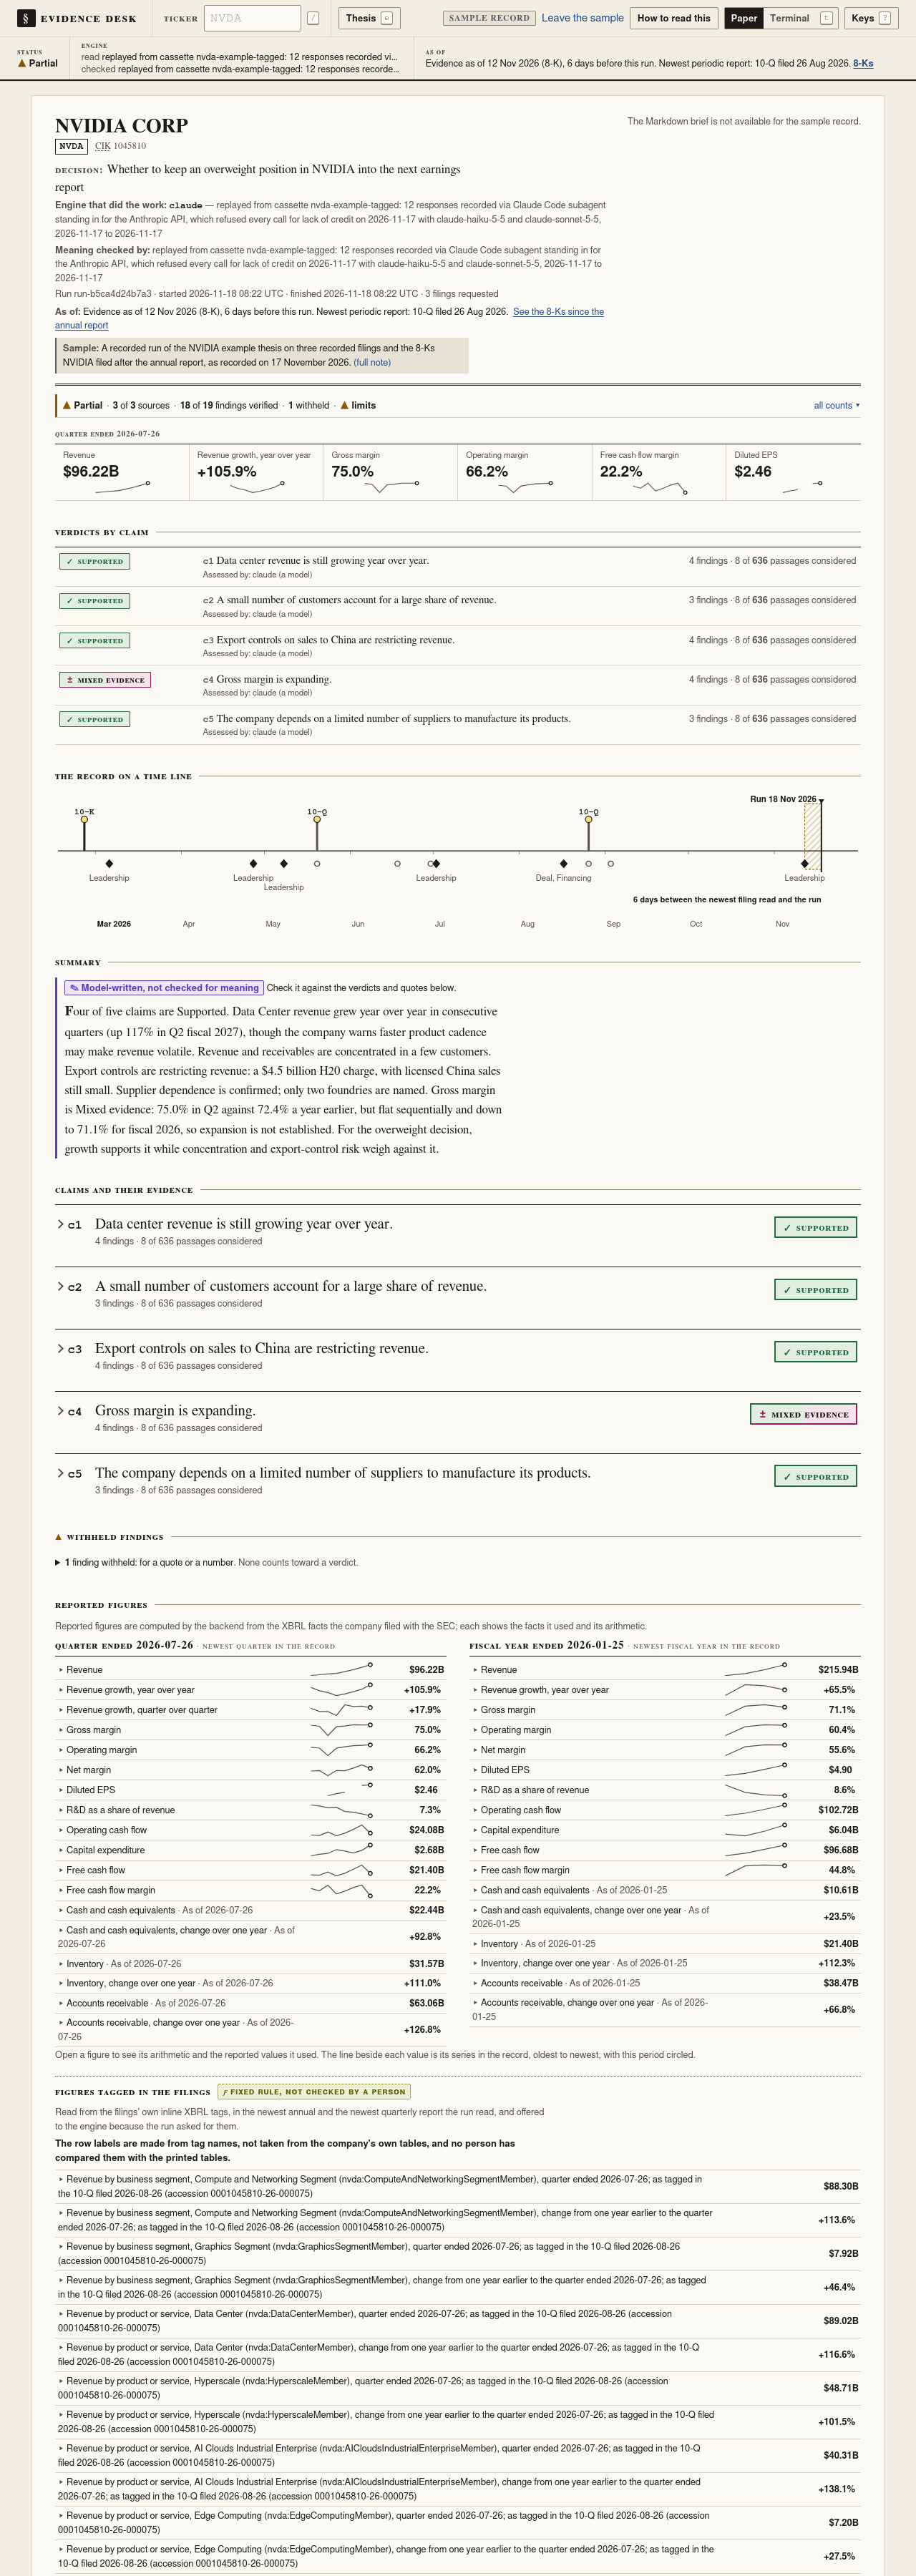 § EVIDENCE DESK
TICKER NVDA /
Thesis e
SAMPLE RECORD Leave the sample How to read this Paper Terminal t Keys ?
STATUS
▲ Partial
ENGINE
read replayed from cassette nvda-example-tagged: 12 responses recorded vi...
checked replayed from cassette nvda-example-tagged: 12 responses recorde...
AS OF
Evidence as of 12 Nov 2026 (8-K), 6 days before this run. Newest periodic report: 10-Q filed 26 Aug 2026. 8-Ks
NVIDIA CORP
The Markdown brief is not available for the sample record.
NVDA CIK 1045810
DECISION: Whether to keep an overweight position in NVIDIA into the next earnings
report
Engine that did the work: claude — replayed from cassette nvda-example-tagged: 12 responses recorded via Claude Code subagent
standing in for the Anthropic API, which refused every call for lack of credit on 2026-11-17 with claude-haiku-5-5 and claude-sonnet-5-5,
2026-11-17 to 2026-11-17
Meaning checked by: replayed from cassette nvda-example-tagged: 12 responses recorded via Claude Code subagent standing in for
the Anthropic API, which refused every call for lack of credit on 2026-11-17 with claude-haiku-5-5 and claude-sonnet-5-5, 2026-11-17 to
2026-11-17
Run run-b5ca4d24b7a3 · started 2026-11-18 08:22 UTC · finished 2026-11-18 08:22 UTC · 3 filings requested
As of: Evidence as of 12 Nov 2026 (8-K), 6 days before this run. Newest periodic report: 10-Q filed 26 Aug 2026. See the 8-Ks since the
annual report
Sample: A recorded run of the NVIDIA example thesis on three recorded filings and the 8-Ks
NVIDIA filed after the annual report, as recorded on 17 November 2026. (full note)
▲ Partial · 3 of 3 sources · 18 of 19 findings verified · 1 withheld · ▲ limits
all counts ▾
QUARTER ENDED 2026-07-26
Revenue
$96.22B
Revenue growth, year over year
+105.9%
Gross margin
75.0%
Operating margin
66.2%
Free cash flow margin
22.2%
Diluted EPS
$2.46
VERDICTS BY CLAIM
✓ SUPPORTED c1 Data center revenue is still growing year over year. 4 findings · 8 of 636 passages considered
Assessed by: claude (a model)
✓ SUPPORTED c2 A small number of customers account for a large share of revenue. 3 findings · 8 of 636 passages considered
Assessed by: claude (a model)
✓ SUPPORTED c3 Export controls on sales to China are restricting revenue. 4 findings · 8 of 636 passages considered
Assessed by: claude (a model)
± MIXED EVIDENCE c4 Gross margin is expanding. 4 findings · 8 of 636 passages considered
Assessed by: claude (a model)
✓ SUPPORTED c5 The company depends on a limited number of suppliers to manufacture its products. 3 findings · 8 of 636 passages considered
Assessed by: claude (a model)
THE RECORD ON A TIME LINE
Run 18 Nov 2026
10-K 10-Q 10-Q
Leadership Leadership Leadership Deal, Financing Leadership
Leadership
6 days between the newest filing read and the run
Mar 2026 Apr May Jun Jul Aug Sep Oct Nov
SUMMARY
✎ Model-written, not checked for meaning Check it against the verdicts and quotes below.
Four of five claims are Supported. Data Center revenue grew year over year in consecutive
quarters (up 117% in Q2 fiscal 2027), though the company warns faster product cadence
may make revenue volatile. Revenue and receivables are concentrated in a few customers.
Export controls are restricting revenue: a $4.5 billion H20 charge, with licensed China sales
still small. Supplier dependence is confirmed; only two foundries are named. Gross margin
is Mixed evidence: 75.0% in Q2 against 72.4% a year earlier, but flat sequentially and down
to 71.1% for fiscal 2026, so expansion is not established. For the overweight decision,
growth supports it while concentration and export-control risk weigh against it.
CLAIMS AND THEIR EVIDENCE
c1 Data center revenue is still growing year over year. ✓ SUPPORTED
4 findings · 8 of 636 passages considered
c2 A small number of customers account for a large share of revenue. ✓ SUPPORTED
3 findings · 8 of 636 passages considered
c3 Export controls on sales to China are restricting revenue. ✓ SUPPORTED
4 findings · 8 of 636 passages considered
c4 Gross margin is expanding. ± MIXED EVIDENCE
4 findings · 8 of 636 passages considered
c5 The company depends on a limited number of suppliers to manufacture its products. ✓ SUPPORTED
3 findings · 8 of 636 passages considered
▲ WITHHELD FINDINGS
▶ 1 finding withheld: for a quote or a number. None counts toward a verdict.
REPORTED FIGURES
Reported figures are computed by the backend from the XBRL facts the company filed with the SEC; each shows the facts it used and its arithmetic.
QUARTER ENDED 2026-07-26 · NEWEST QUARTER IN THE RECORD
▸ Revenue $96.22B
▸ Revenue growth, year over year +105.9%
▸ Revenue growth, quarter over quarter +17.9%
▸ Gross margin 75.0%
▸ Operating margin 66.2%
▸ Net margin 62.0%
▸ Diluted EPS $2.46
▸ R&D as a share of revenue 7.3%
▸ Operating cash flow $24.08B
▸ Capital expenditure $2.68B
▸ Free cash flow $21.40B
▸ Free cash flow margin 22.2%
▸ Cash and cash equivalents · As of 2026-07-26 $22.44B
▸ Cash and cash equivalents, change over one year · As of
2026-07-26 +92.8%
▸ Inventory · As of 2026-07-26 $31.57B
▸ Inventory, change over one year · As of 2026-07-26 +111.0%
▸ Accounts receivable · As of 2026-07-26 $63.06B
▸ Accounts receivable, change over one year · As of 2026-
07-26 +126.8%
FISCAL YEAR ENDED 2026-01-25 · NEWEST FISCAL YEAR IN THE RECORD
▸ Revenue $215.94B
▸ Revenue growth, year over year +65.5%
▸ Gross margin 71.1%
▸ Operating margin 60.4%
▸ Net margin 55.6%
▸ Diluted EPS $4.90
▸ R&D as a share of revenue 8.6%
▸ Operating cash flow $102.72B
▸ Capital expenditure $6.04B
▸ Free cash flow $96.68B
▸ Free cash flow margin 44.8%
▸ Cash and cash equivalents · As of 2026-01-25 $10.61B
▸ Cash and cash equivalents, change over one year · As of
2026-01-25 +23.5%
▸ Inventory · As of 2026-01-25 $21.40B
▸ Inventory, change over one year · As of 2026-01-25 +112.3%
▸ Accounts receivable · As of 2026-01-25 $38.47B
▸ Accounts receivable, change over one year · As of 2026-
01-25 +66.8%
Open a figure to see its arithmetic and the reported values it used. The line beside each value is its series in the record, oldest to newest, with this period circled.
FIGURES TAGGED IN THE FILINGS ƒ FIXED RULE, NOT CHECKED BY A PERSON
Read from the filings' own inline XBRL tags, in the newest annual and the newest quarterly report the run read, and offered
to the engine because the run asked for them.
The row labels are made from tag names, not taken from the company's own tables, and no person has
compared them with the printed tables.
▸ Revenue by business segment, Compute and Networking Segment (nvda:ComputeAndNetworkingSegmentMember), quarter ended 2026-07-26; as tagged in
the 10-Q filed 2026-08-26 (accession 0001045810-26-000075) $88.30B
▸ Revenue by business segment, Compute and Networking Segment (nvda:ComputeAndNetworkingSegmentMember), change from one year earlier to the quarter
ended 2026-07-26; as tagged in the 10-Q filed 2026-08-26 (accession 0001045810-26-000075) +113.6%
▸ Revenue by business segment, Graphics Segment (nvda:GraphicsSegmentMember), quarter ended 2026-07-26; as tagged in the 10-Q filed 2026-08-26
(accession 0001045810-26-000075) $7.92B
▸ Revenue by business segment, Graphics Segment (nvda:GraphicsSegmentMember), change from one year earlier to the quarter ended 2026-07-26; as tagged
in the 10-Q filed 2026-08-26 (accession 0001045810-26-000075) +46.4%
▸ Revenue by product or service, Data Center (nvda:DataCenterMember), quarter ended 2026-07-26; as tagged in the 10-Q filed 2026-08-26 (accession
0001045810-26-000075) $89.02B
▸ Revenue by product or service, Data Center (nvda:DataCenterMember), change from one year earlier to the quarter ended 2026-07-26; as tagged in the 10-Q
filed 2026-08-26 (accession 0001045810-26-000075) +116.6%
▸ Revenue by product or service, Hyperscale (nvda:HyperscaleMember), quarter ended 2026-07-26; as tagged in the 10-Q filed 2026-08-26 (accession
0001045810-26-000075) $48.71B
▸ Revenue by product or service, Hyperscale (nvda:HyperscaleMember), change from one year earlier to the quarter ended 2026-07-26; as tagged in the 10-Q filed
2026-08-26 (accession 0001045810-26-000075) +101.5%
▸ Revenue by product or service, AI Clouds Industrial Enterprise (nvda:AICloudsIndustrialEnterpriseMember), quarter ended 2026-07-26; as tagged in the 10-Q
filed 2026-08-26 (accession 0001045810-26-000075) $40.31B
▸ Revenue by product or service, AI Clouds Industrial Enterprise (nvda:AICloudsIndustrialEnterpriseMember), change from one year earlier to the quarter ended
2026-07-26; as tagged in the 10-Q filed 2026-08-26 (accession 0001045810-26-000075) +138.1%
▸ Revenue by product or service, Edge Computing (nvda:EdgeComputingMember), quarter ended 2026-07-26; as tagged in the 10-Q filed 2026-08-26 (accession
0001045810-26-000075) $7.20B
▸ Revenue by product or service, Edge Computing (nvda:EdgeComputingMember), change from one year earlier to the quarter ended 2026-07-26; as tagged in the
10-Q filed 2026-08-26 (accession 0001045810-26-000075) +27.5%